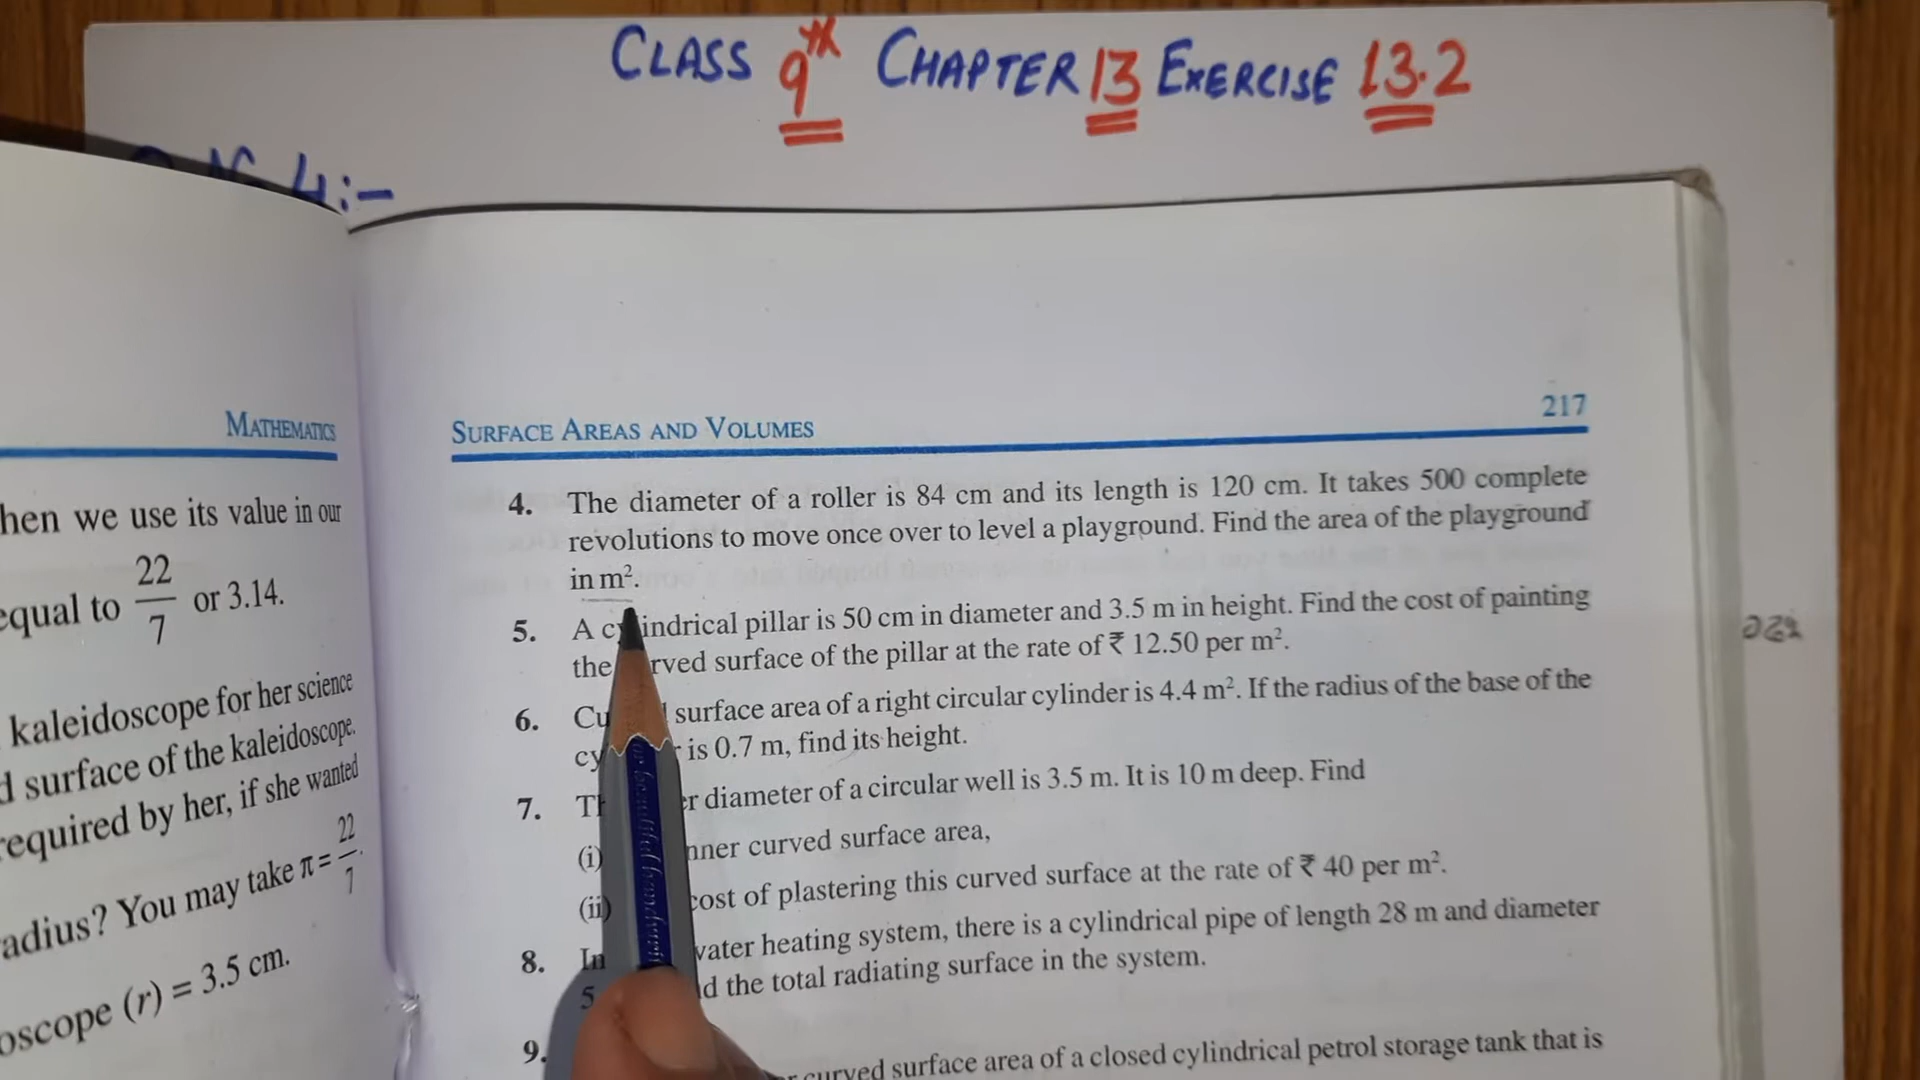 CLASS 9th CHAPTER 13 EXERCISE 13.2
4:-
MATHEMATICS
hen we use its value in our
equal to 22/7 or 3.14.
kaleidoscope for her science
d surface of the kaleidoscope.
required by her, if she wanted
adius? You may take π = 22/7.
oscope (r) = 3.5 cm.
SURFACE AREAS AND VOLUMES 217
4. The diameter of a roller is 84 cm and its length is 120 cm. It takes 500 complete
revolutions to move once over to level a playground. Find the area of the playground
in m².
5. A cylindrical pillar is 50 cm in diameter and 3.5 m in height. Find the cost of painting
the curved surface of the pillar at the rate of ₹ 12.50 per m².
6. Cu surface area of a right circular cylinder is 4.4 m². If the radius of the base of the
cy r is 0.7 m, find its height.
7. Th er diameter of a circular well is 3.5 m. It is 10 m deep. Find
(i) nner curved surface area,
(ii) cost of plastering this curved surface at the rate of ₹ 40 per m².
8. In water heating system, there is a cylindrical pipe of length 28 m and diameter
5 d the total radiating surface in the system.
9. curved surface area of a closed cylindrical petrol storage tank that is